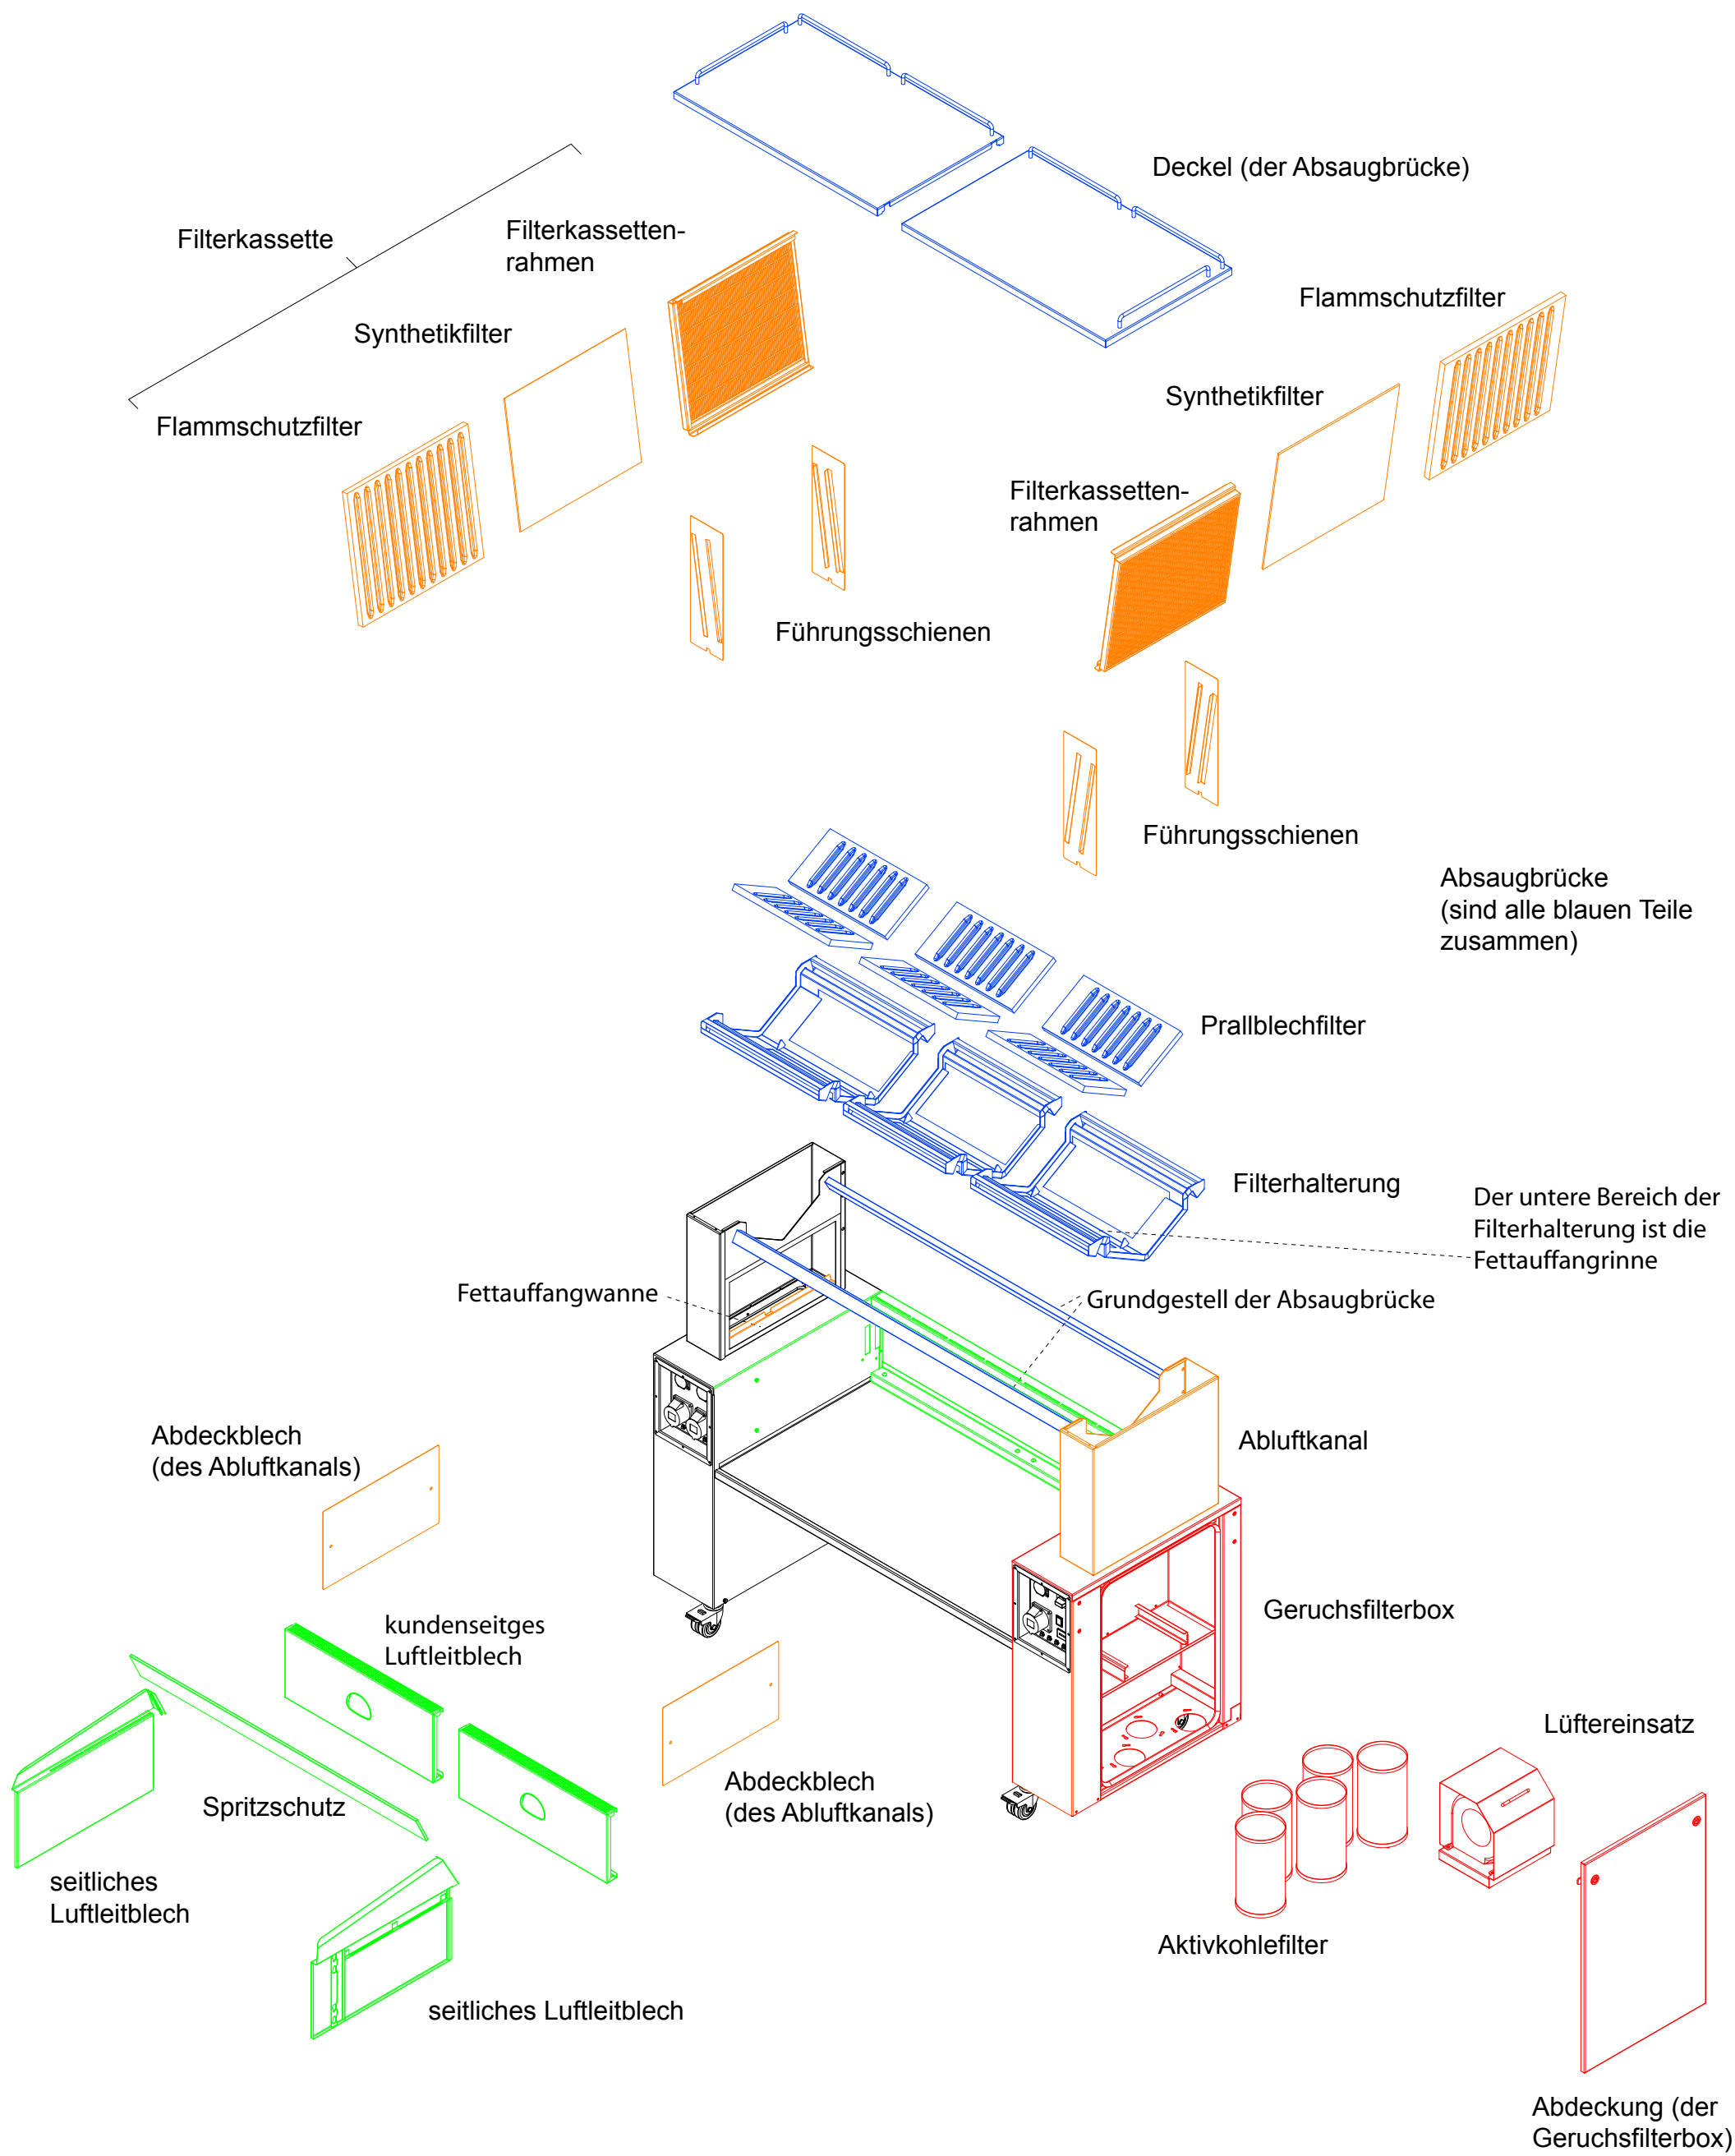 Deckel (der Absaugbrücke)
Filterkassette
Filterkassetten-
rahmen
Flammschutzfilter
Synthetikfilter
Synthetikfilter
Flammschutzfilter
Filterkassetten-
rahmen
Führungsschienen
Führungsschienen
Absaugbrücke
(sind alle blauen Teile
zusammen)
Prallblechfilter
Filterhalterung
Der untere Bereich der
Filterhalterung ist die
Fettauffangrinne
Fettauffangwanne
Grundgestell der Absaugbrücke
Abdeckblech
(des Abluftkanals)
Abluftkanal
Geruchsfilterbox
kundenseitges
Luftleitblech
Lüftereinsatz
Abdeckblech
(des Abluftkanals)
Spritzschutz
seitliches
Luftleitblech
Aktivkohlefilter
seitliches Luftleitblech
Abdeckung (der
Geruchsfilterbox)